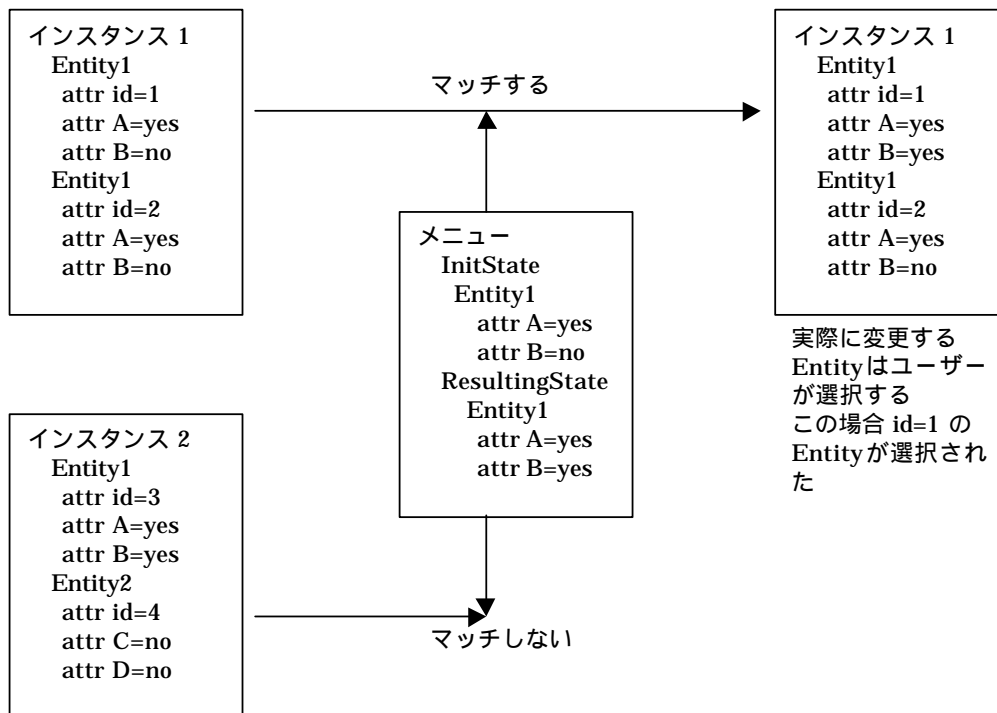 インスタンス 1
Entity1
attr id=1
attr A=yes
attr B=no
Entity1
attr id=2
attr A=yes
attr B=no
マッチする
インスタンス 1
Entity1
attr id=1
attr A=yes
attr B=yes
Entity1
attr id=2
attr A=yes
attr B=no
メニュー
InitState
Entity1
attr A=yes
attr B=no
ResultingState
Entity1
attr A=yes
attr B=yes
実際に変更する
Entityはユーザー
が選択する
この場合 id=1 の
Entityが選択され
た
インスタンス 2
Entity1
attr id=3
attr A=yes
attr B=yes
Entity2
attr id=4
attr C=no
attr D=no
マッチしない